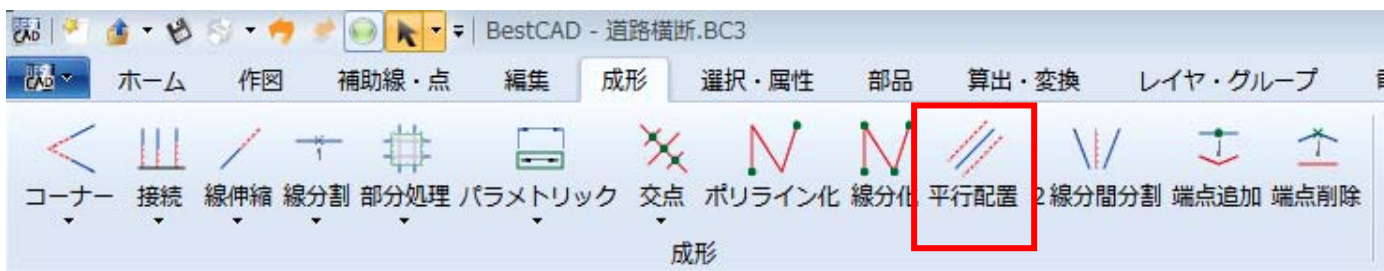 BestCAD - 道路横断.BC3
ホーム 作図 補助線・点 編集 成形 選択・属性 部品 算出・変換 レイヤ・グループ
コーナー 接続 線伸縮 線分割 部分処理 パラメトリック 交点 ポリライン化 線分化 平行配置 2線分間分割 端点追加 端点削除
成形